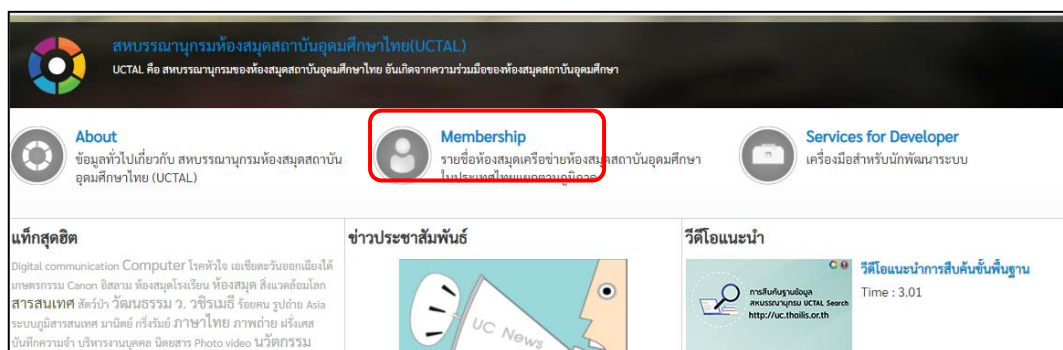 สหบรรณานุกรมห้องสมุดสถาบันอุดมศึกษาไทย(UCTAL)
UCTAL คือ สหบรรณานุกรมของห้องสมุดสถาบันอุดมศึกษาไทย อันเกิดจากความร่วมมือของห้องสมุดสถาบันอุดมศึกษา
About
ข้อมูลทั่วไปเกี่ยวกับ สหบรรณานุกรมห้องสมุดสถาบัน
อุดมศึกษาไทย (UCTAL)
Membership
รายชื่อห้องสมุดเครือข่ายห้องสมุดสถาบันอุดมศึกษา
ในประเทศไทยแยกตามภูมิภาค
Services for Developer
เครื่องมือสำหรับนักพัฒนาระบบ
แท็กสุดฮิต
Digital communication Computer โรคหัวใจ เอเชียตะวันออกเฉียงใต้
เกษตรกรรม Canon อิสลาม ห้องสมุดโรงเรียน ห้องสมุด สิ่งแวดล้อมโลก
สารสนเทศ สัตว์ป่า วัฒนธรรม ว. วชิรเมธี ร้อยคน รูปถ่าย Asia
ระบบภูมิสารสนเทศ มานิตย์ กรึงรัมย์ ภาษาไทย ภาพถ่าย ฝรั่งเศส
บันทึกความจำ บริหารงานบุคคล นิตยสาร Photo video นวัตกรรม
ข่าวประชาสัมพันธ์
UC News
วีดีโอแนะนำ
การสืบค้นฐานข้อมูล
สหบรรณานุกรม UCTAL Search
http://uc.thailis.or.th
วีดีโอแนะนำการสืบค้นขั้นพื้นฐาน
Time : 3.01